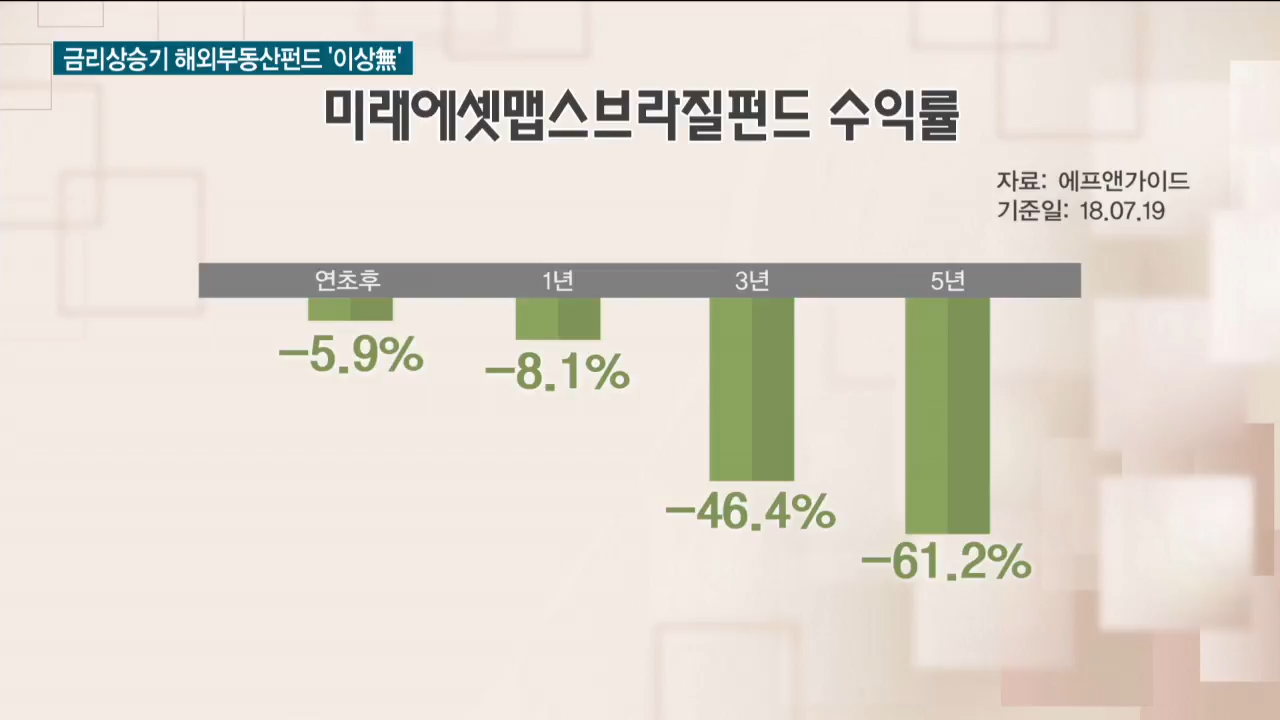 금리상승기 해외부동산펀드 '이상無'
미래에셋맵스브라질펀드 수익률
자료: 에프앤가이드
기준일: 18.07.19
연초후 1년 3년 5년
-5.9%
-8.1%
-46.4%
-61.2%